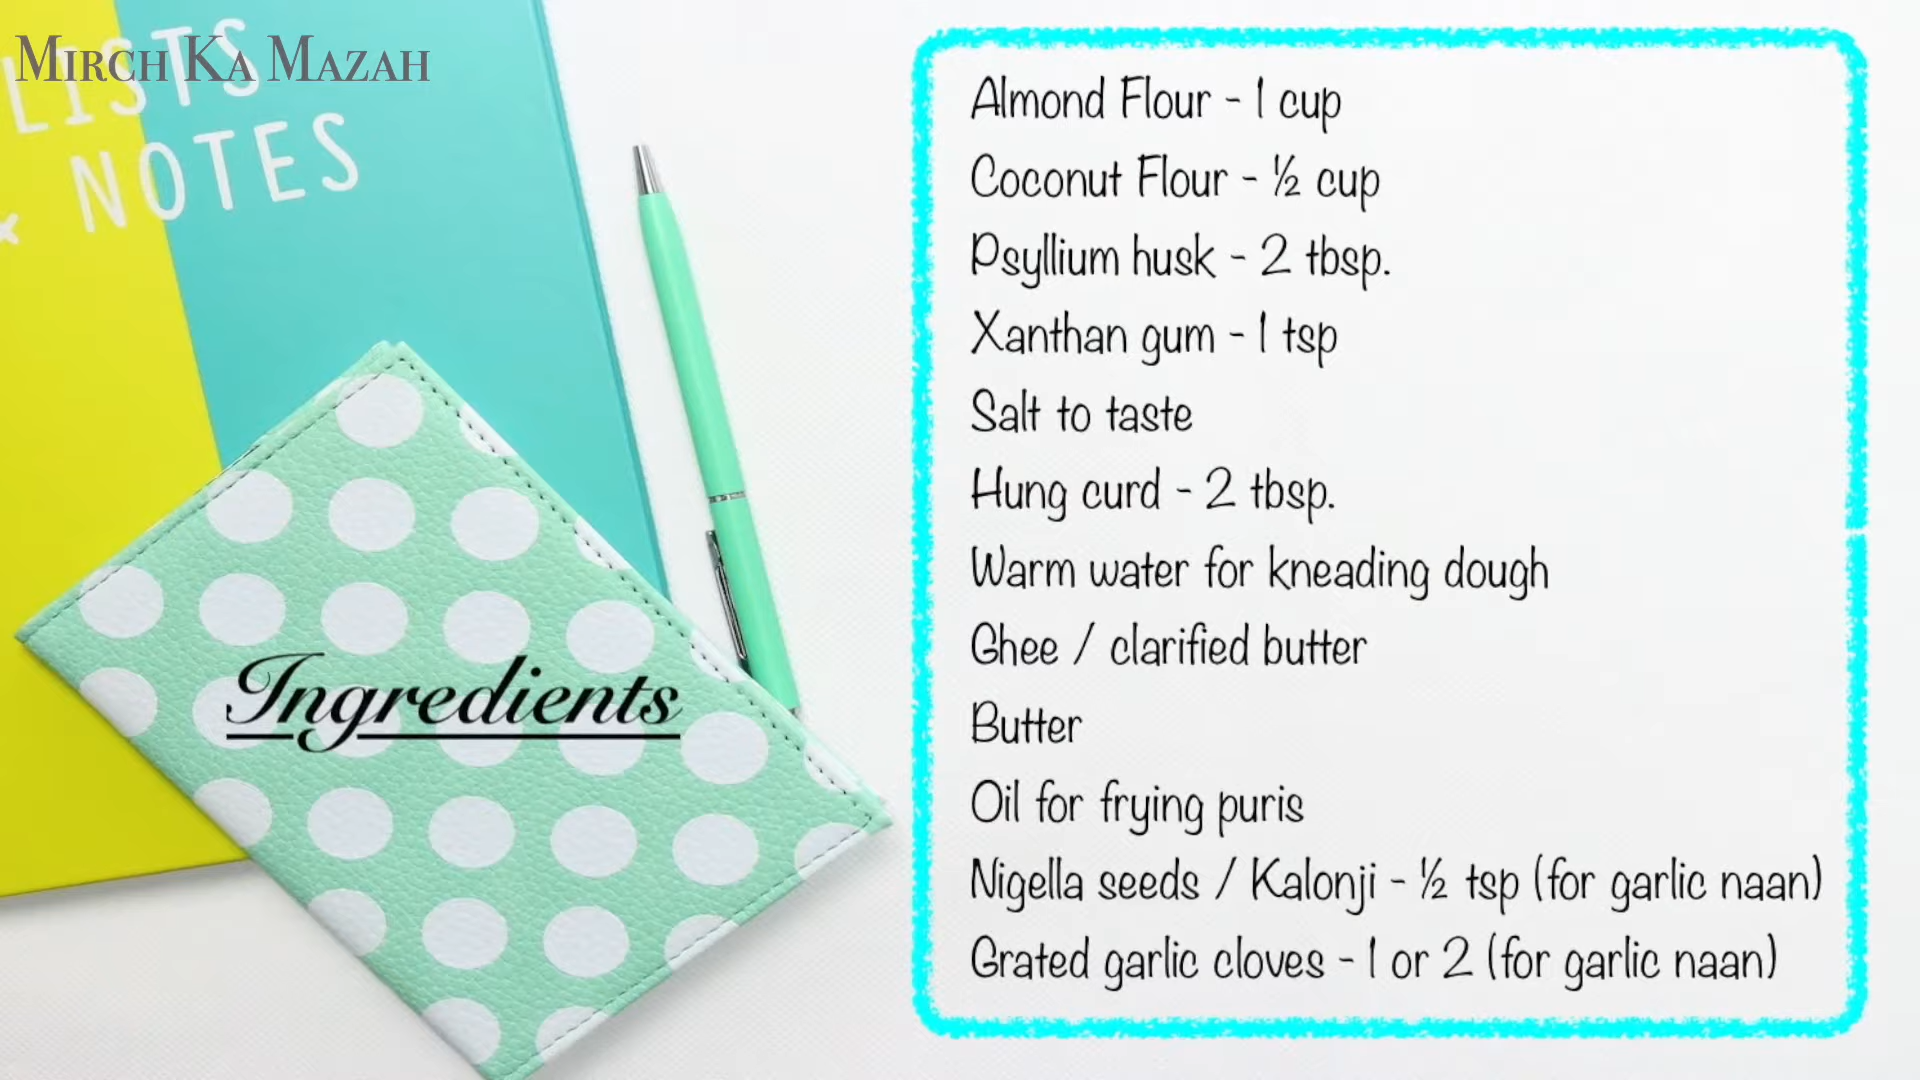 MIRCH KA MAZAH
LISTS
NOTES
Ingredients
Almond Flour - 1 cup
Coconut Flour - ½ cup
Psyllium husk - 2 tbsp.
Xanthan gum - 1 tsp
Salt to taste
Hung curd - 2 tbsp.
Warm water for kneading dough
Ghee / clarified butter
Butter
Oil for frying puris
Nigella seeds / Kalonji - ½ tsp (for garlic naan)
Grated garlic cloves - 1 or 2 (for garlic naan)